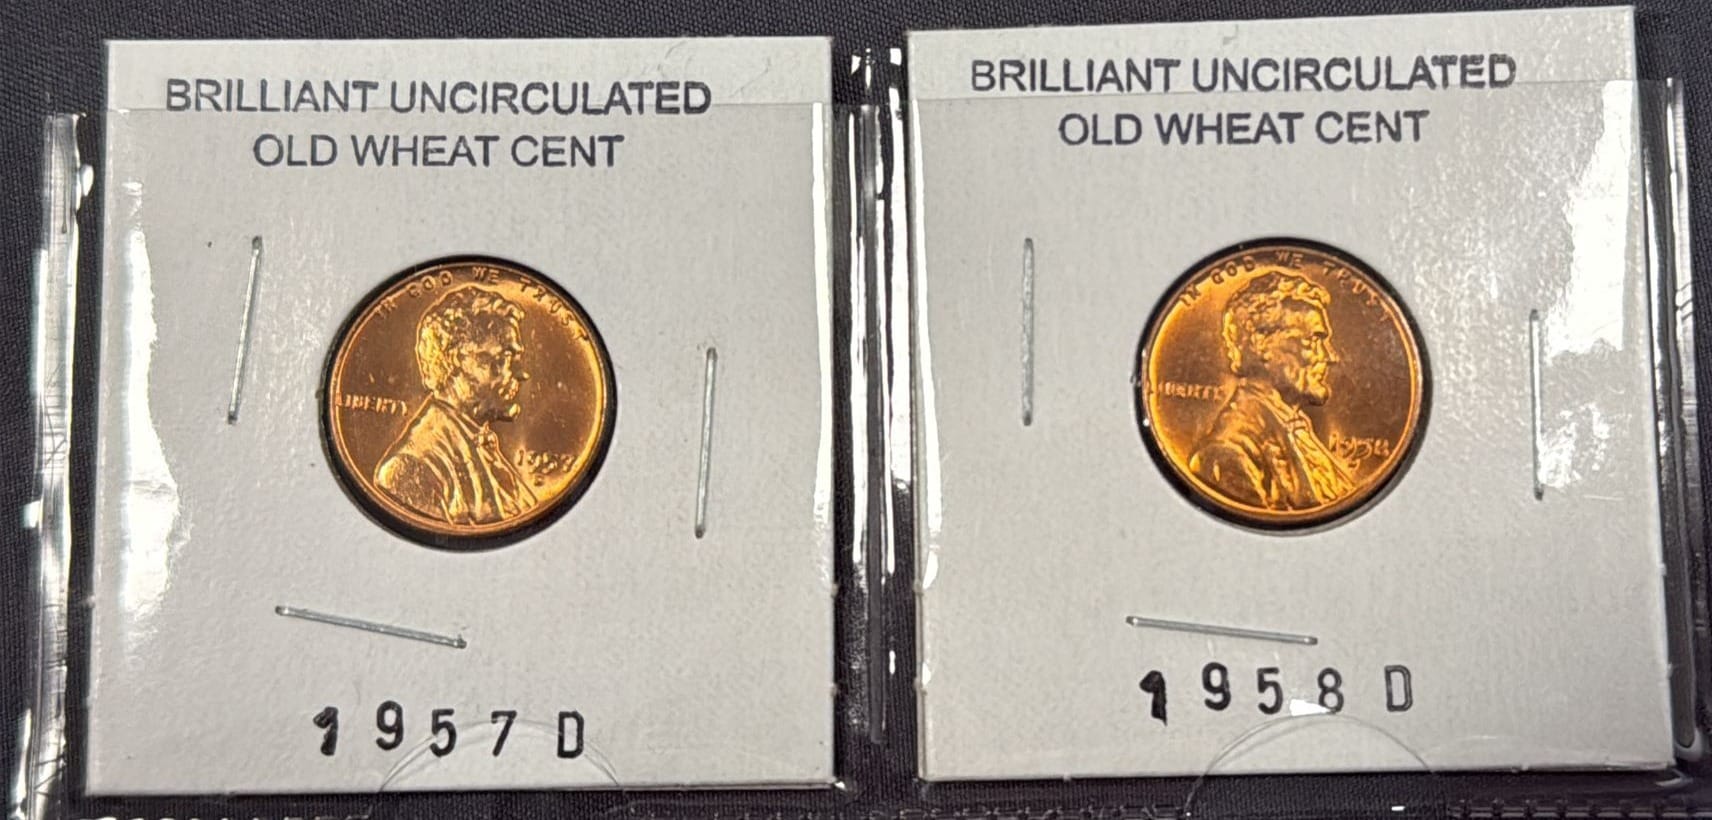 BRILLIANT UNCIRCULATED
OLD WHEAT CENT
IN GOD WE TRUST
LIBERTY
1957
D
1957D
BRILLIANT UNCIRCULATED
OLD WHEAT CENT
IN GOD WE TRUST
LIBERTY
1958
D
1958D